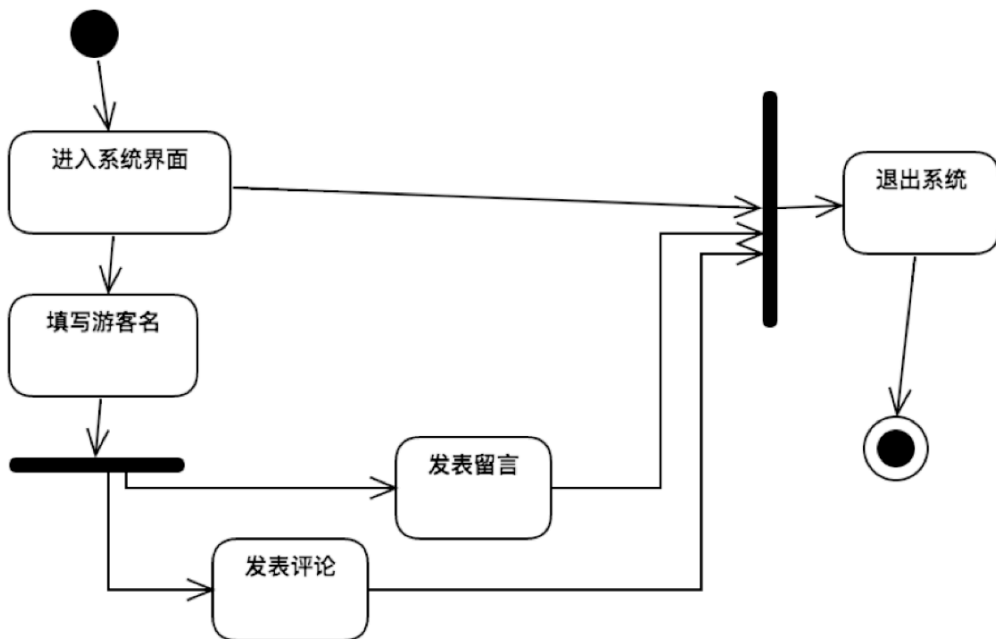 进入系统界面
退出系统
填写游客名
发表留言
发表评论